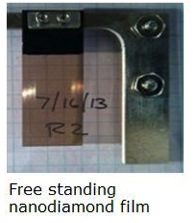 7/16/13
R2
Free standing
nanodiamond film